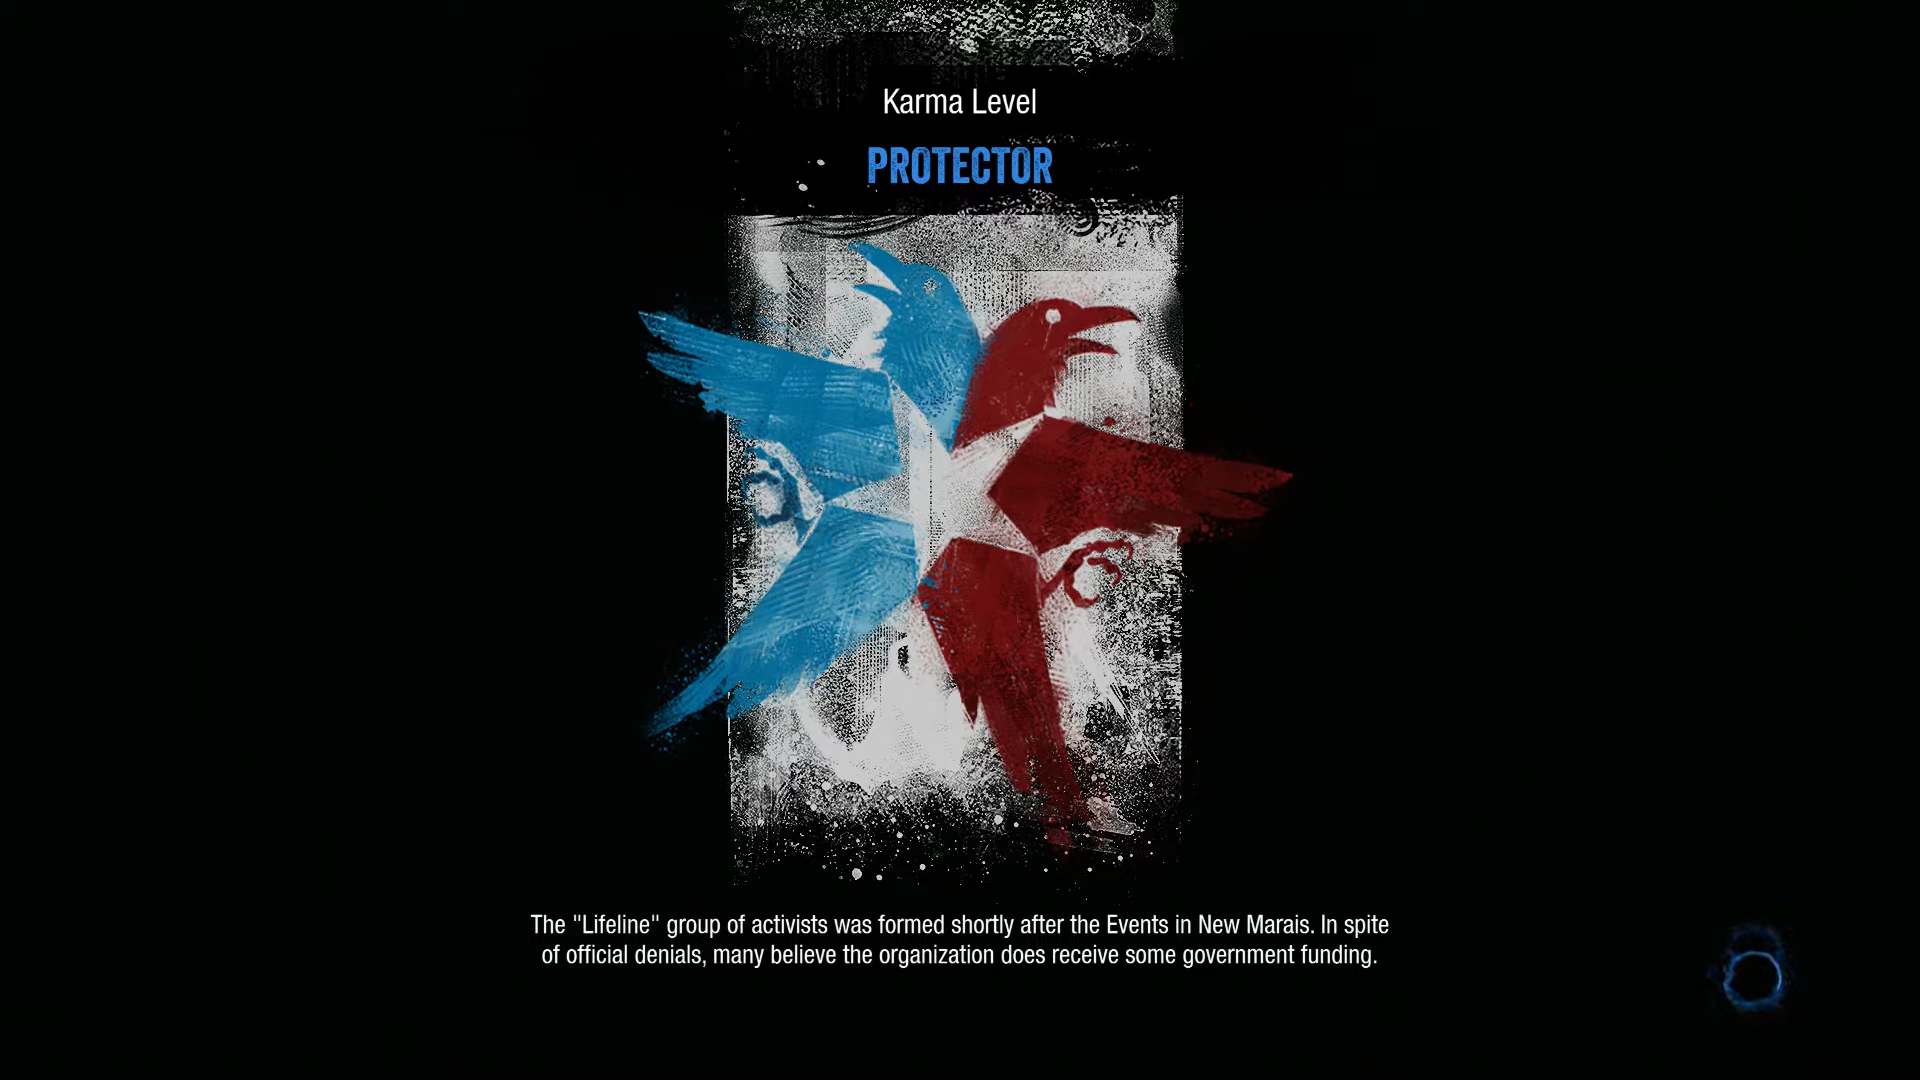 Karma Level
PROTECTOR
The "Lifeline" group of activists was formed shortly after the Events in New Marais. In spite
of official denials, many believe the organization does receive some government funding.